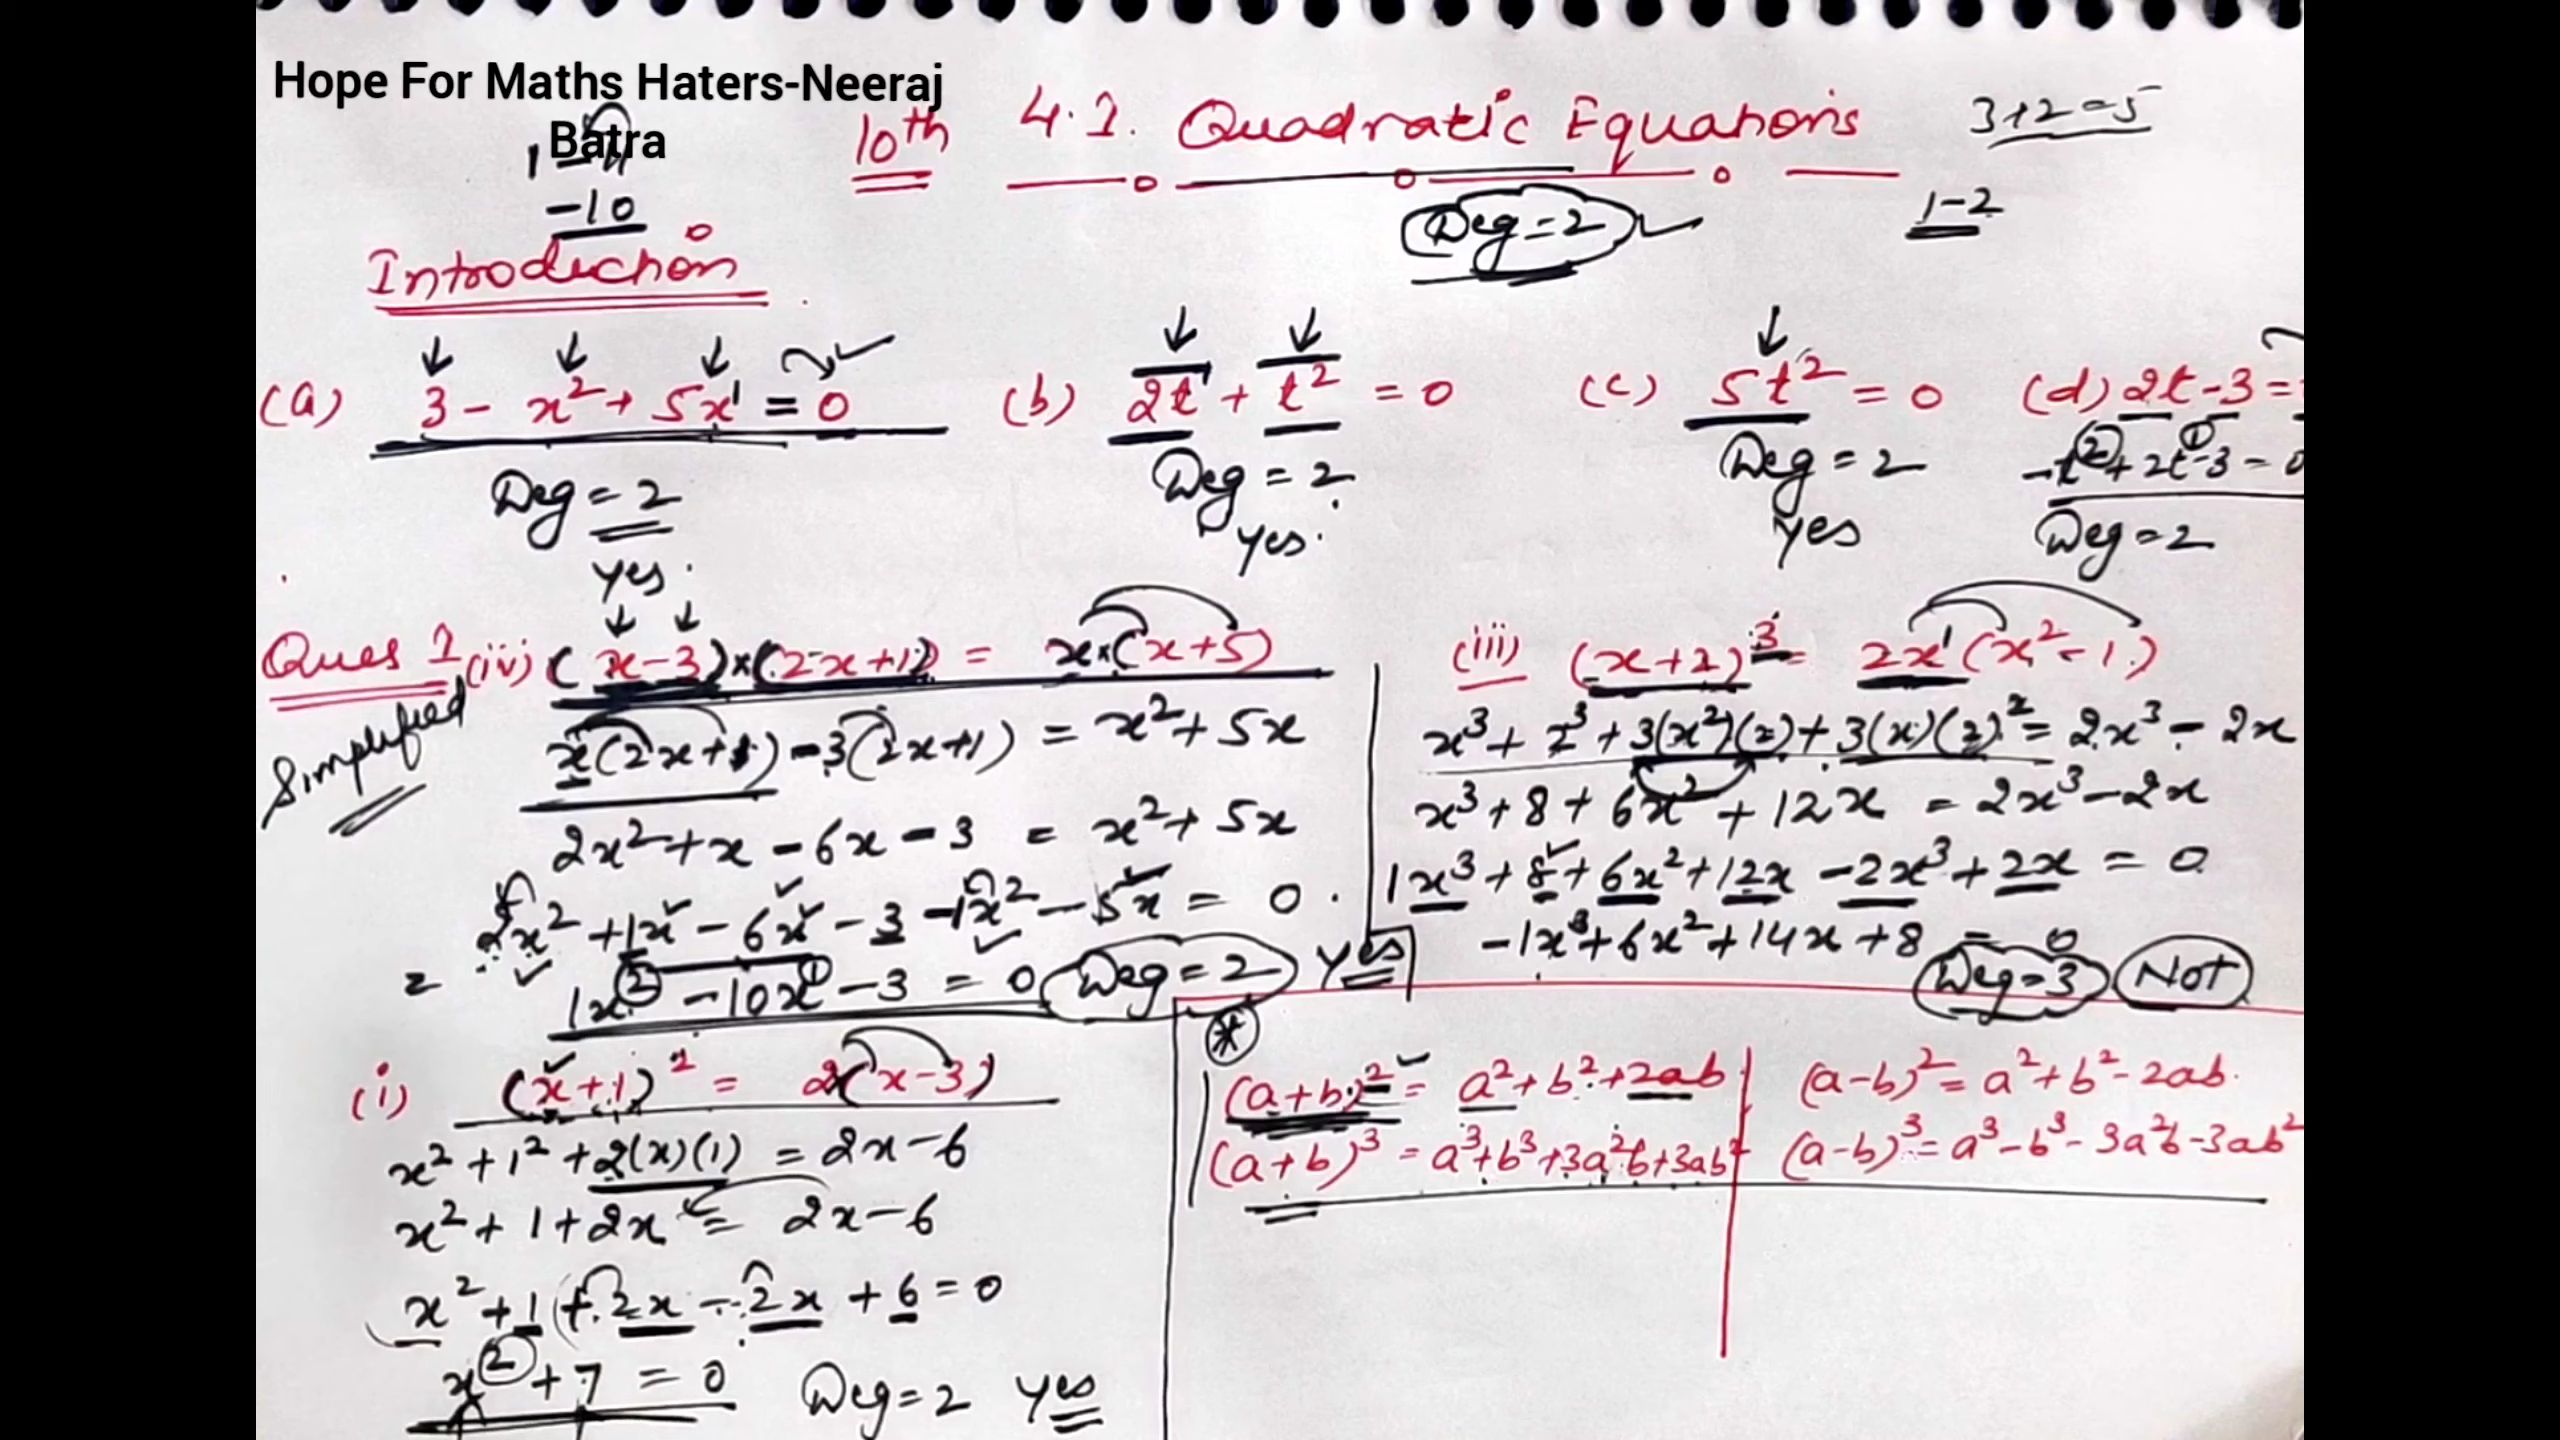 Hope For Maths Haters-Neeraj
Batra
10th 4.1. Quadratic Equations
3+2=5
-10
1-2
Deg=2
Introduction
(a) 3 - x² + 5x¹ = 0
(b) 2t¹ + t² = 0
(c) 5t² = 0
(d) 2t-3=
-t²+2t¹-3=0
Deg = 2
Deg = 2.
Deg = 2
Deg=2
yes.
yes.
yes
Ques 1 (iv) (x-3)×(2x+1) = x×(x+5)
Simplified
x(2x+1)-3(2x+1) = x²+5x
2x²+x-6x-3 = x²+5x
2x²+1x-6x-3-1x²-5x = 0.
= 1x²-10x¹-3 = 0 Deg=2 yes
(iii) (x+2)³= 2x¹(x²-1)
x³+2³+3(x²)(2)+3(x)(2)²=2x³-2x
x³+8+6x²+12x = 2x³-2x
1x³+8+6x²+12x-2x³+2x = 0
-1x³+6x²+14x+8 = 0
Deg=3 Not
(i) (x+1)² = 2(x-3)
x²+1²+2(x)(1) = 2x-6
x²+1+2x = 2x-6
x²+1+2x-2x+6=0
x²+7=0 Deg=2 yes
*
(a+b)²= a²+b²+2ab
(a+b)³=a³+b³+3a²b+3ab²
(a-b)²=a²+b²-2ab.
(a-b)³=a³-b³-3a²b-3ab²